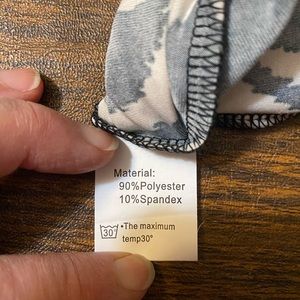 Material:
90%Polyester
10%Spandex
30° •The maximum
temp30°